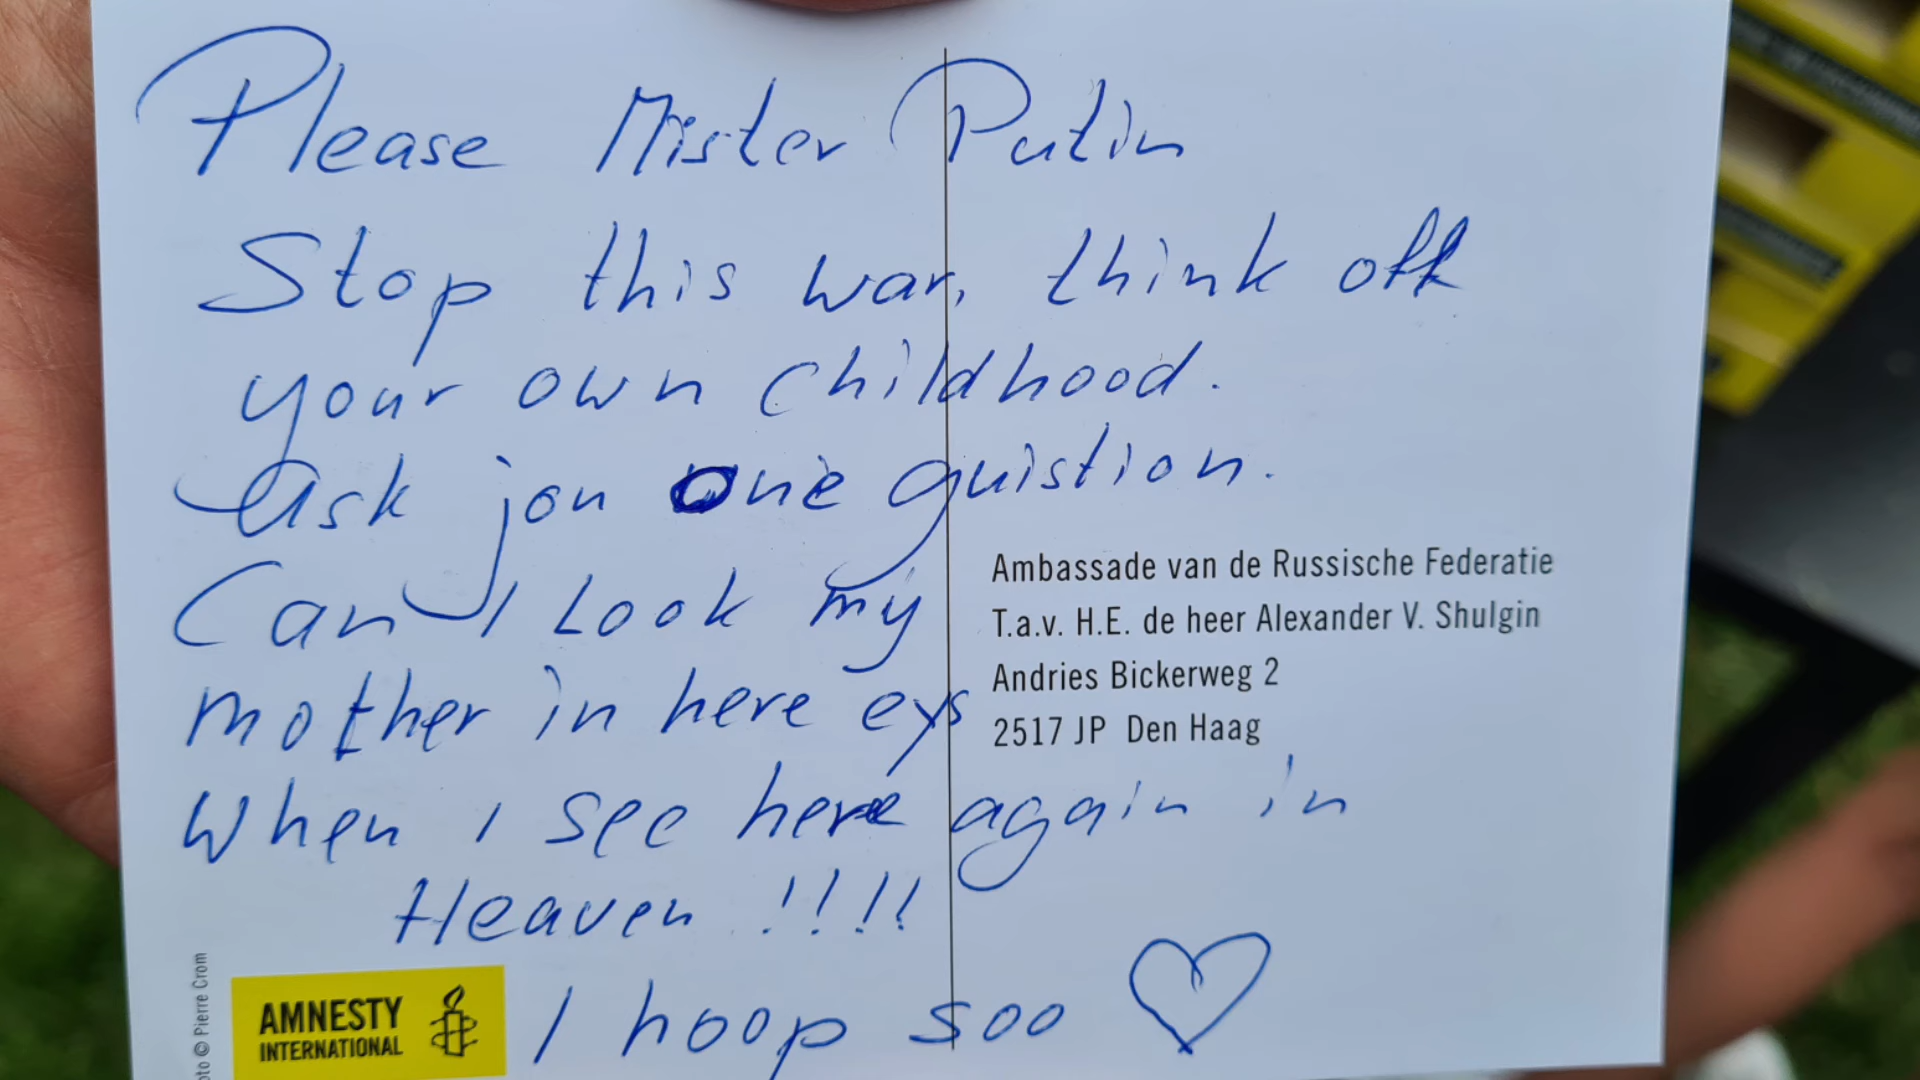 Please Mister Putin
Stop this war, think off
your own childhood.
Ask jou one quistion.
Can I Look my
mother in here eys
When I see here again in
Heaven !!!!
I hoop soo
Ambassade van de Russische Federatie
T.a.v. H.E. de heer Alexander V. Shulgin
Andries Bickerweg 2
2517 JP Den Haag
AMNESTY
INTERNATIONAL
© Pierre Crom